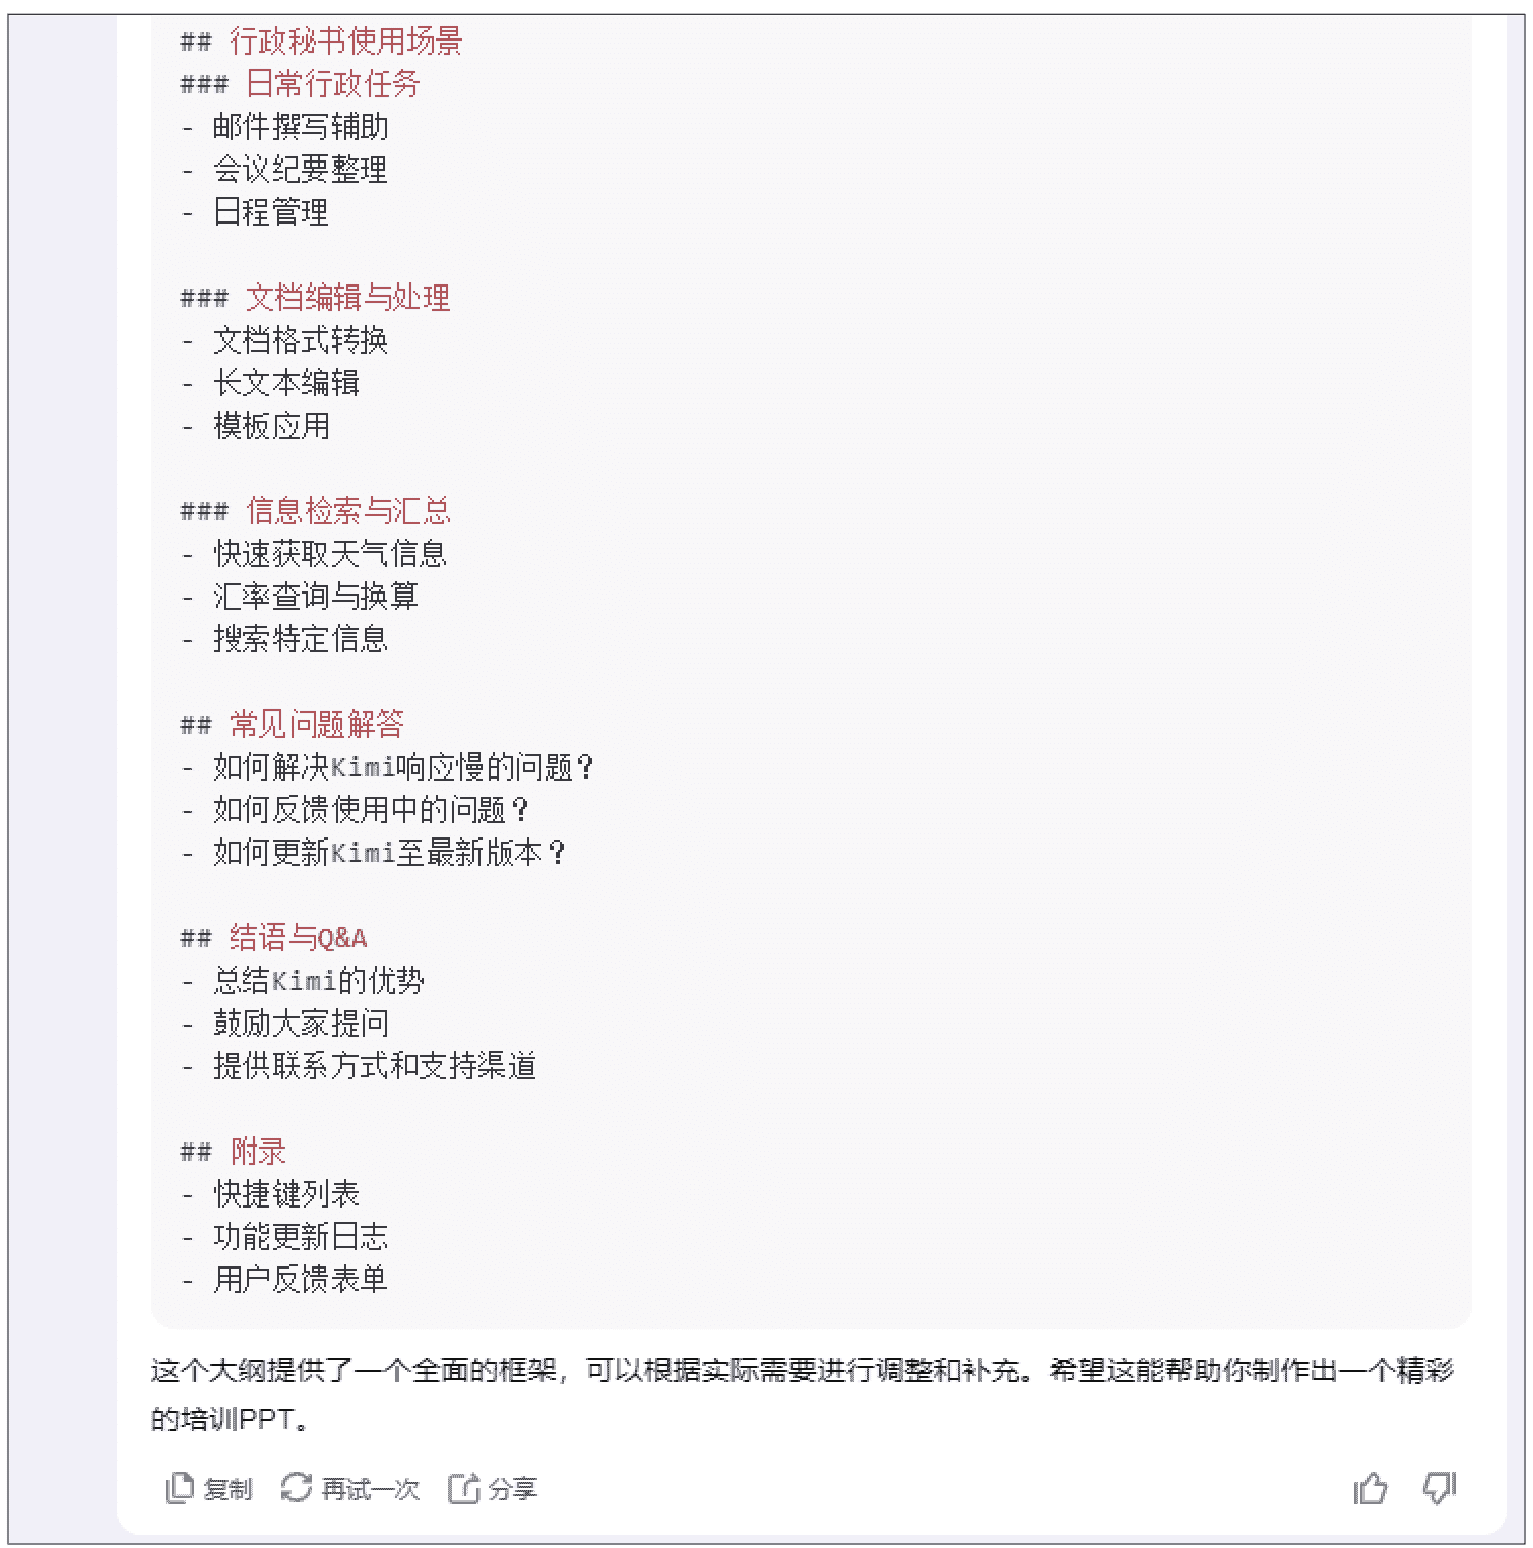 ## 行政秘书使用场景
### 日常行政任务
- 邮件撰写辅助
- 会议纪要整理
- 日程管理
### 文档编辑与处理
- 文档格式转换
- 长文本编辑
- 模板应用
### 信息检索与汇总
- 快速获取天气信息
- 汇率查询与换算
- 搜索特定信息
## 常见问题解答
- 如何解决Kimi响应慢的问题？
- 如何反馈使用中的问题？
- 如何更新Kimi至最新版本？
## 结语与Q&A
- 总结Kimi的优势
- 鼓励大家提问
- 提供联系方式和支持渠道
## 附录
- 快捷键列表
- 功能更新日志
- 用户反馈表单
这个大纲提供了一个全面的框架，可以根据实际需要进行调整和补充。希望这能帮助你制作出一个精彩
的培训PPT。
复制 再试一次 分享